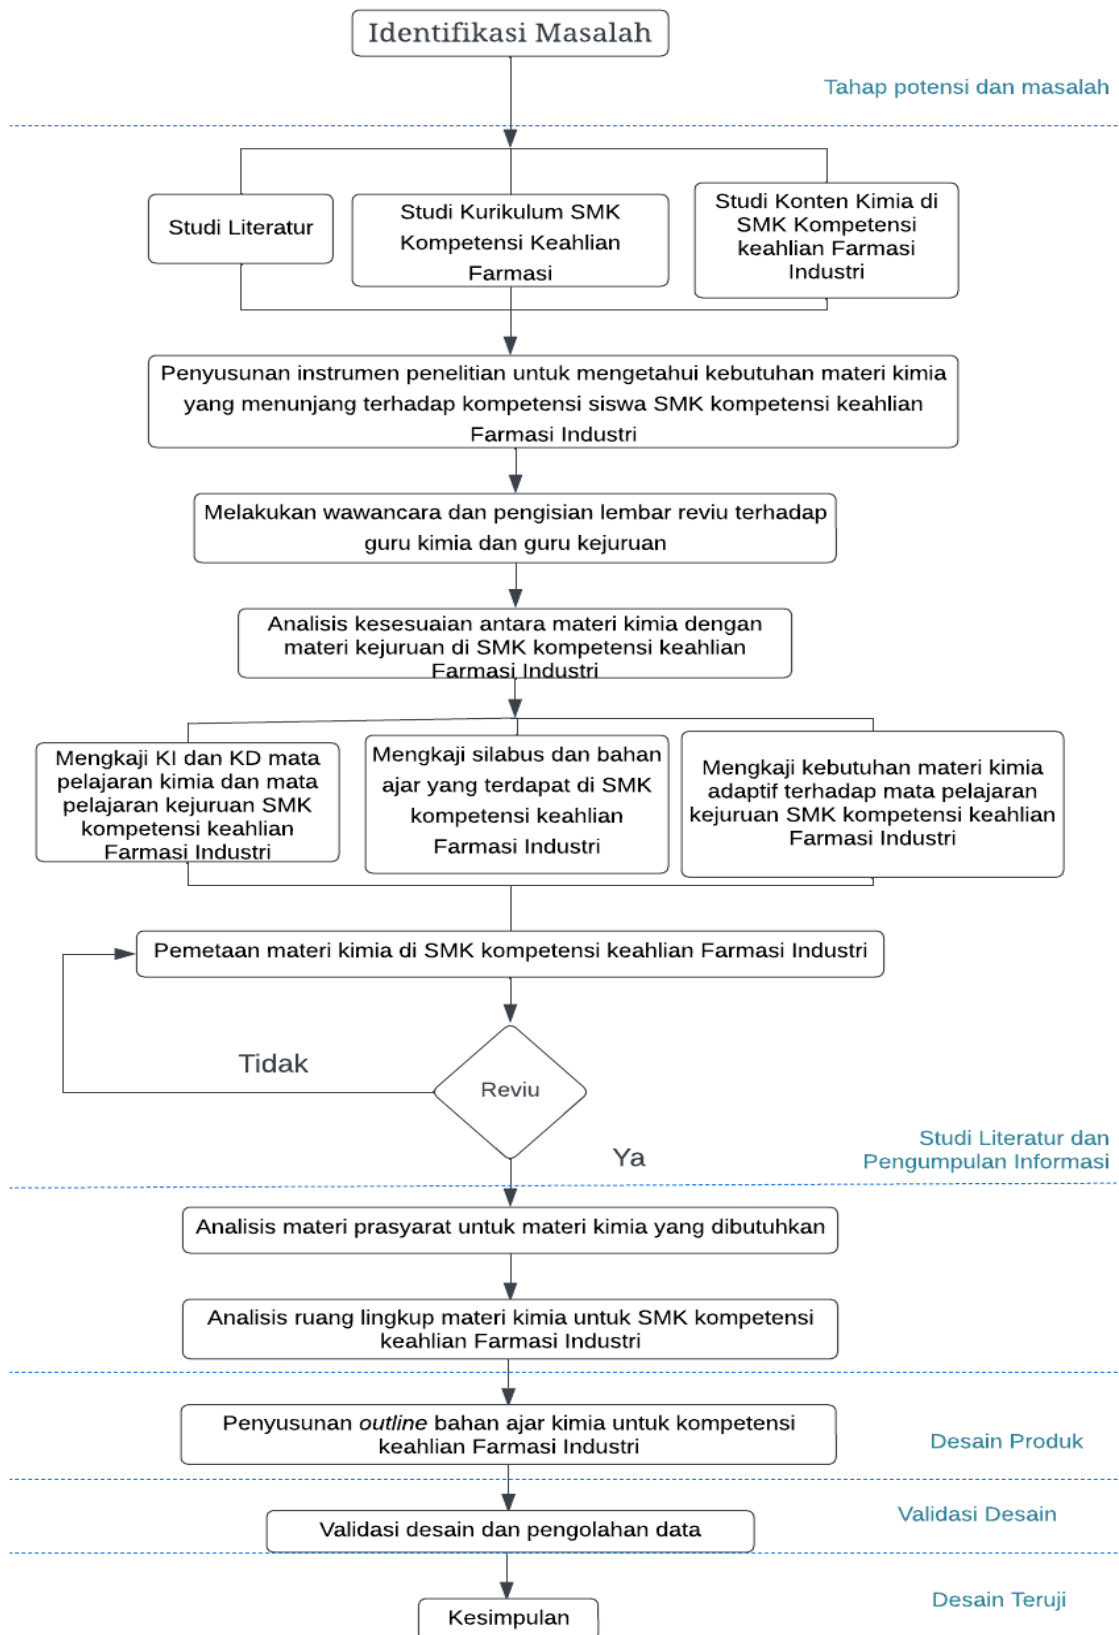 Identifikasi Masalah
Tahap potensi dan masalah
Studi Literatur
Studi Kurikulum SMK
Kompetensi Keahlian
Farmasi
Studi Konten Kimia di
SMK Kompetensi
keahlian Farmasi
Industri
Penyusunan instrumen penelitian untuk mengetahui kebutuhan materi kimia
yang menunjang terhadap kompetensi siswa SMK kompetensi keahlian
Farmasi Industri
Melakukan wawancara dan pengisian lembar reviu terhadap
guru kimia dan guru kejuruan
Analisis kesesuaian antara materi kimia dengan
materi kejuruan di SMK kompetensi keahlian
Farmasi Industri
Mengkaji KI dan KD mata
pelajaran kimia dan mata
pelajaran kejuruan SMK
kompetensi keahlian
Farmasi Industri
Mengkaji silabus dan bahan
ajar yang terdapat di SMK
kompetensi keahlian
Farmasi Industri
Mengkaji kebutuhan materi kimia
adaptif terhadap mata pelajaran
kejuruan SMK kompetensi keahlian
Farmasi Industri
Pemetaan materi kimia di SMK kompetensi keahlian Farmasi Industri
Tidak
Reviu
Ya
Studi Literatur dan
Pengumpulan Informasi
Analisis materi prasyarat untuk materi kimia yang dibutuhkan
Analisis ruang lingkup materi kimia untuk SMK kompetensi
keahlian Farmasi Industri
Penyusunan outline bahan ajar kimia untuk kompetensi
keahlian Farmasi Industri
Desain Produk
Validasi desain dan pengolahan data
Validasi Desain
Kesimpulan
Desain Teruji